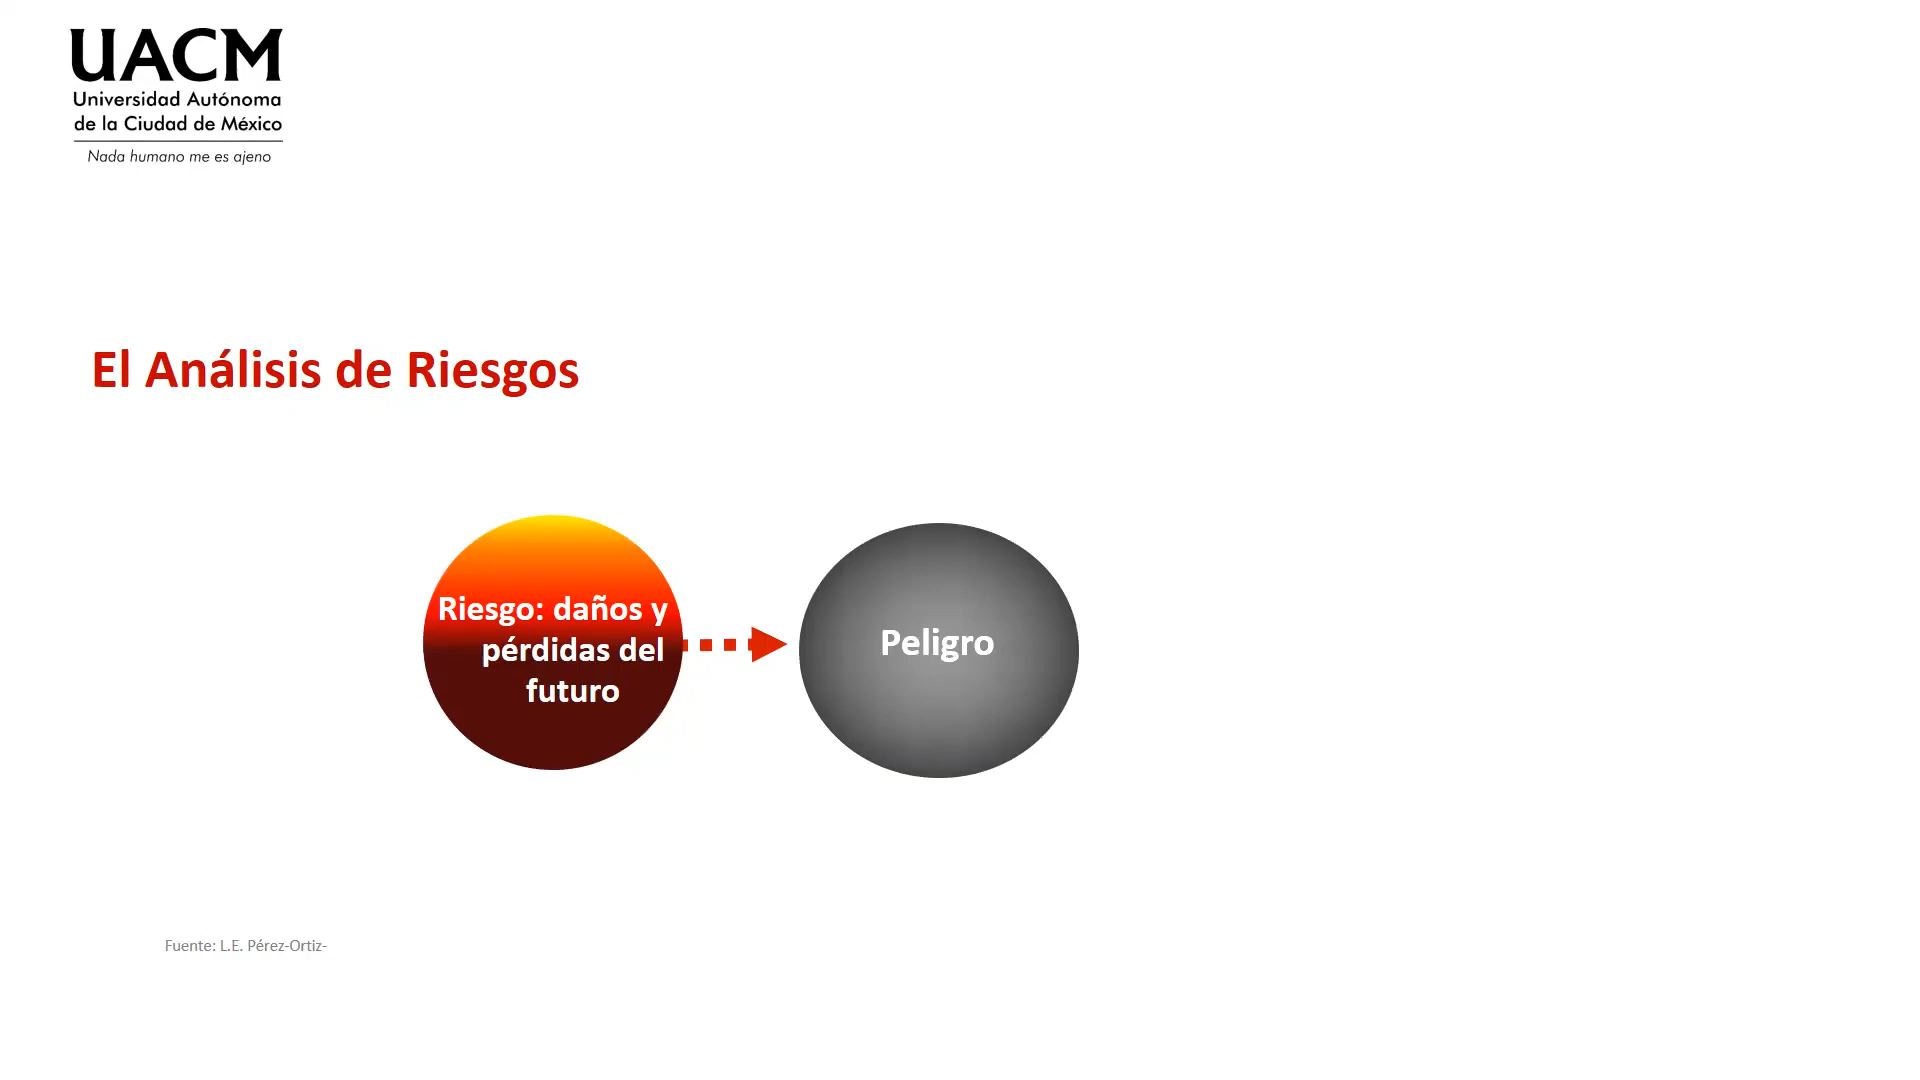 UACM
Universidad Autónoma
de la Ciudad de México
Nada humano me es ajeno
El Análisis de Riesgos
Riesgo: daños y
pérdidas del
futuro
Peligro
Fuente: L.E. Pérez-Ortiz-